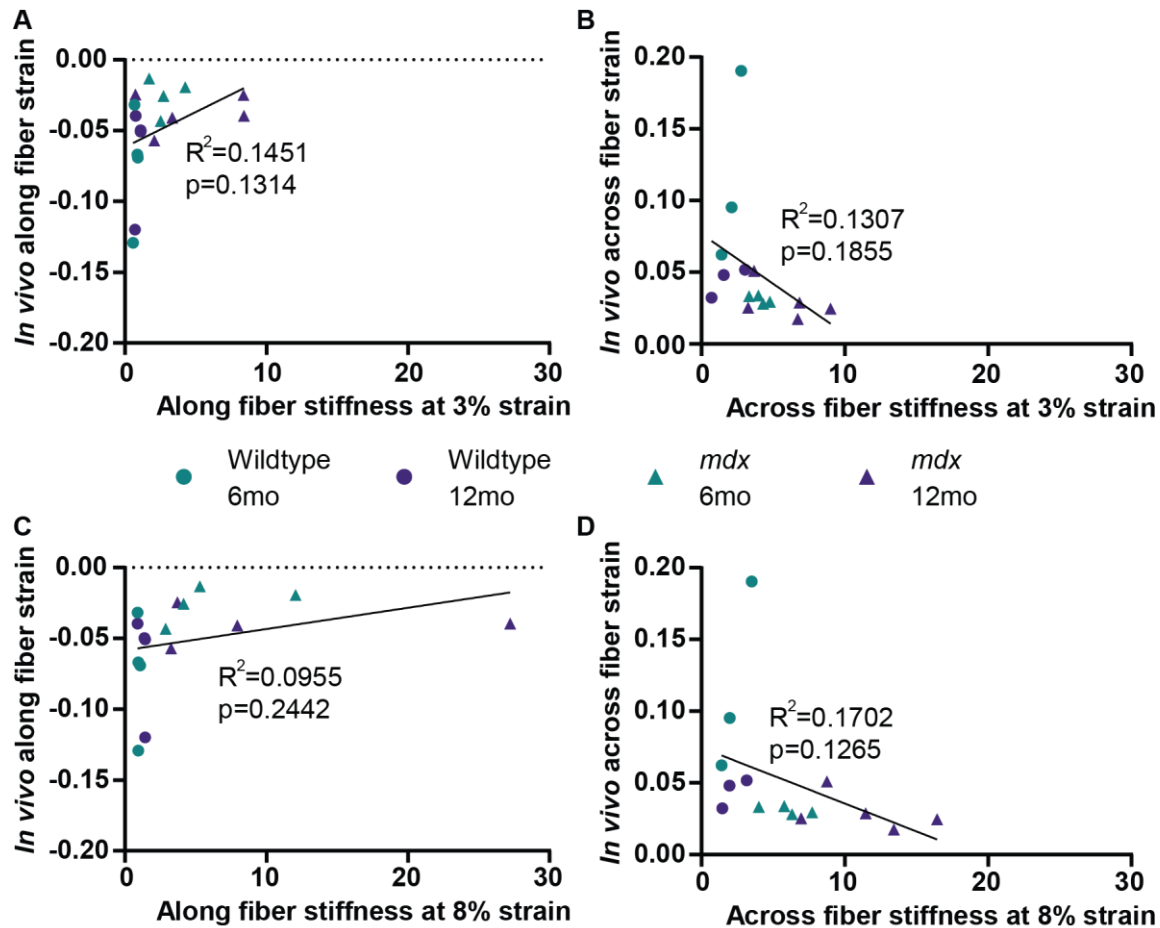 A
In vivo along fiber strain
0.00
-0.05
-0.10
-0.15
-0.20
R²=0.1451
p=0.1314
0
10
20
30
Along fiber stiffness at 3% strain
B
In vivo across fiber strain
0.20
0.15
0.10
0.05
0.00
R²=0.1307
p=0.1855
0
10
20
30
Across fiber stiffness at 3% strain
Wildtype
6mo
Wildtype
12mo
mdx
6mo
mdx
12mo
C
In vivo along fiber strain
0.00
-0.05
-0.10
-0.15
-0.20
R²=0.0955
p=0.2442
0
10
20
30
Along fiber stiffness at 8% strain
D
In vivo across fiber strain
0.20
0.15
0.10
0.05
0.00
R²=0.1702
p=0.1265
0
10
20
30
Across fiber stiffness at 8% strain